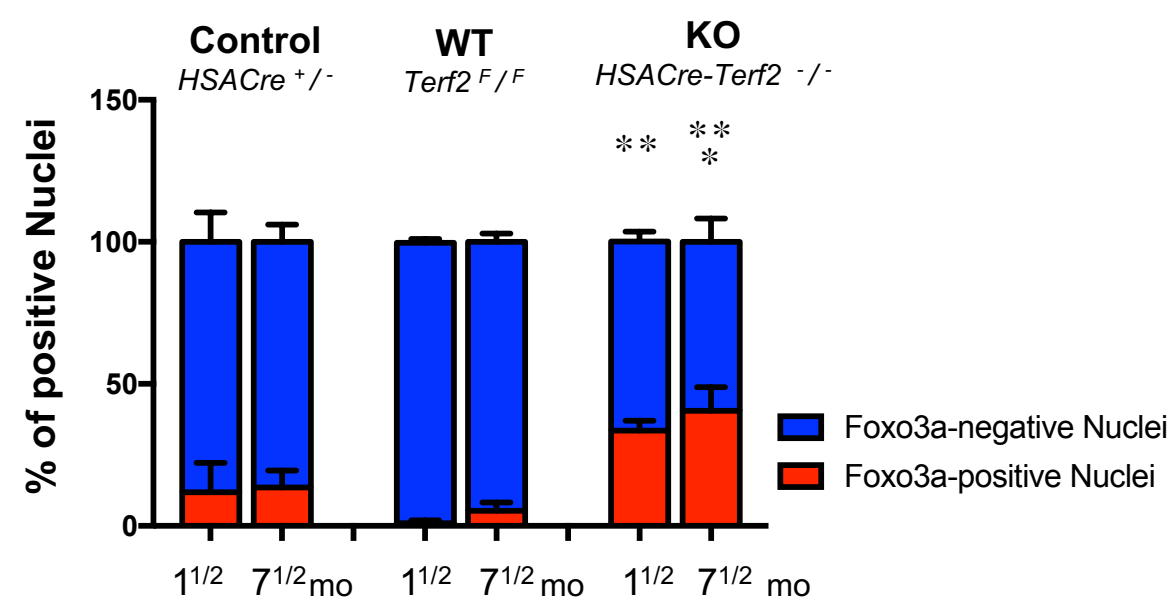 Control WT KO
HSACre +/- Terf2 F/F HSACre-Terf2 -/-
150
** **
*
% of positive Nuclei
100
50
Foxo3a-negative Nuclei
Foxo3a-positive Nuclei
0
1 1/2 7 1/2 mo 1 1/2 7 1/2 mo 1 1/2 7 1/2 mo